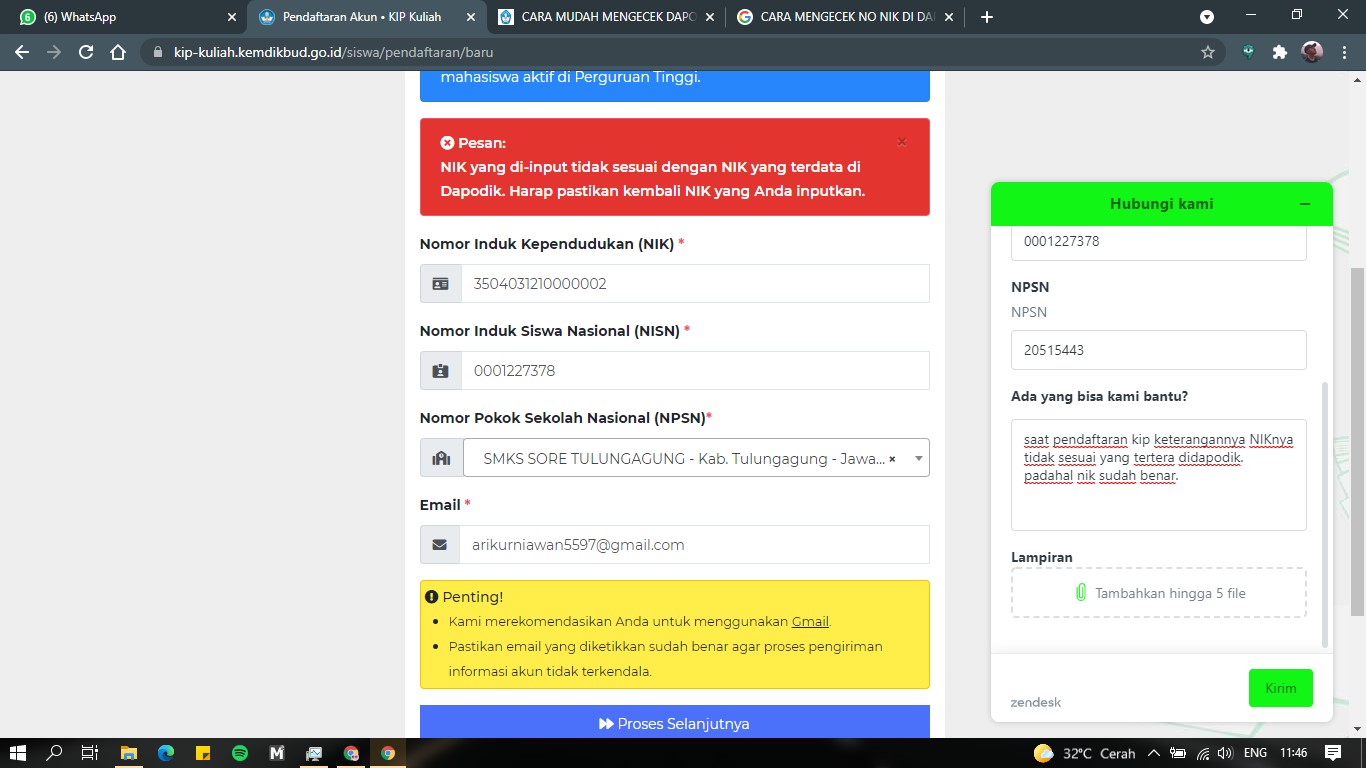 (6) WhatsApp
Pendaftaran Akun • KIP Kuliah
CARA MUDAH MENGECEK DAPO
CARA MENGECEK NO NIK DI DA
kip-kuliah.kemdikbud.go.id/siswa/pendaftaran/baru
mahasiswa aktif di Perguruan Tinggi.
Pesan:
NIK yang di-input tidak sesuai dengan NIK yang terdata di
Dapodik. Harap pastikan kembali NIK yang Anda inputkan.
Nomor Induk Kependudukan (NIK) *
3504031210000002
Nomor Induk Siswa Nasional (NISN) *
0001227378
Nomor Pokok Sekolah Nasional (NPSN)*
SMKS SORE TULUNGAGUNG - Kab. Tulungagung - Jawa... ×
Email *
arikurniawan5597@gmail.com
Penting!
Kami merekomendasikan Anda untuk menggunakan Gmail.
Pastikan email yang diketikkan sudah benar agar proses pengiriman
informasi akun tidak terkendala.
Proses Selanjutnya
Hubungi kami
0001227378
NPSN
NPSN
20515443
Ada yang bisa kami bantu?
saat pendaftaran kip keterangannya NIKnya
tidak sesuai yang tertera didapodik.
padahal nik sudah benar.
Lampiran
Tambahkan hingga 5 file
zendesk
Kirim
32°C Cerah
ENG
11:46